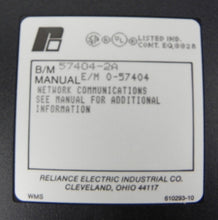 LISTED IND.
CONT. EQ.
B/M 57404-2A
MANUAL E/M 0-57404
NETWORK COMMUNICATIONS
SEE MANUAL FOR ADDITIONAL
INFORMATION
RELIANCE ELECTRIC INDUSTRIAL CO.
CLEVELAND, OHIO 44117
WMS 610293-10